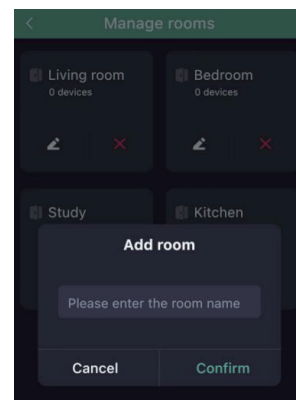 Manage rooms
Living room
0 devices
Bedroom
0 devices
Study
Kitchen
Add room
Please enter the room name
Cancel
Confirm